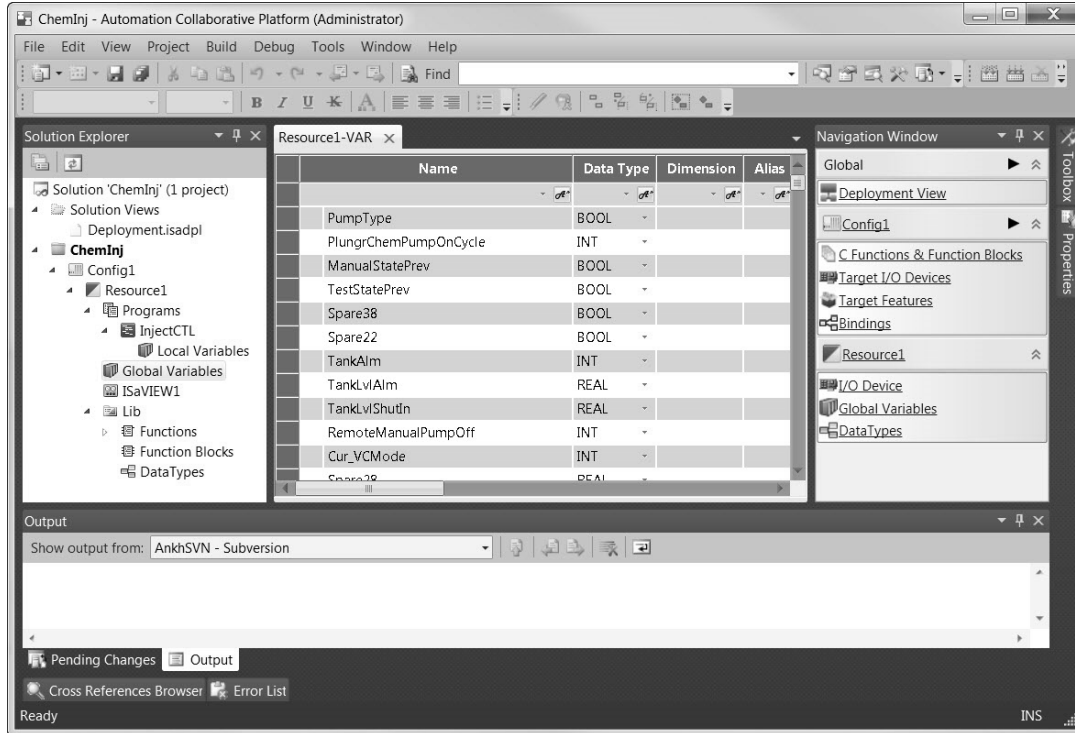 ChemInj - Automation Collaborative Platform (Administrator)
File Edit View Project Build Debug Tools Window Help
Find
B I U K A
Solution Explorer
Solution 'ChemInj' (1 project)
Solution Views
Deployment.isadpl
ChemInj
Config1
Resource1
Programs
InjectCTL
Local Variables
Global Variables
ISaVIEW1
Lib
Functions
Function Blocks
DataTypes
Resource1-VAR
Name Data Type Dimension Alias
PumpType BOOL
PlungrChemPumpOnCycle INT
ManualStatePrev BOOL
TestStatePrev BOOL
Spare38 BOOL
Spare22 BOOL
TankAlm INT
TankLvlAlm REAL
TankLvlShutIn REAL
RemoteManualPumpOff INT
Cur_VCMode INT
Spare28 REAL
Navigation Window
Global
Deployment View
Config1
C Functions & Function Blocks
Target I/O Devices
Target Features
Bindings
Resource1
I/O Device
Global Variables
DataTypes
Toolbox
Properties
Output
Show output from: AnkhSVN - Subversion
Pending Changes Output
Cross References Browser Error List
Ready INS